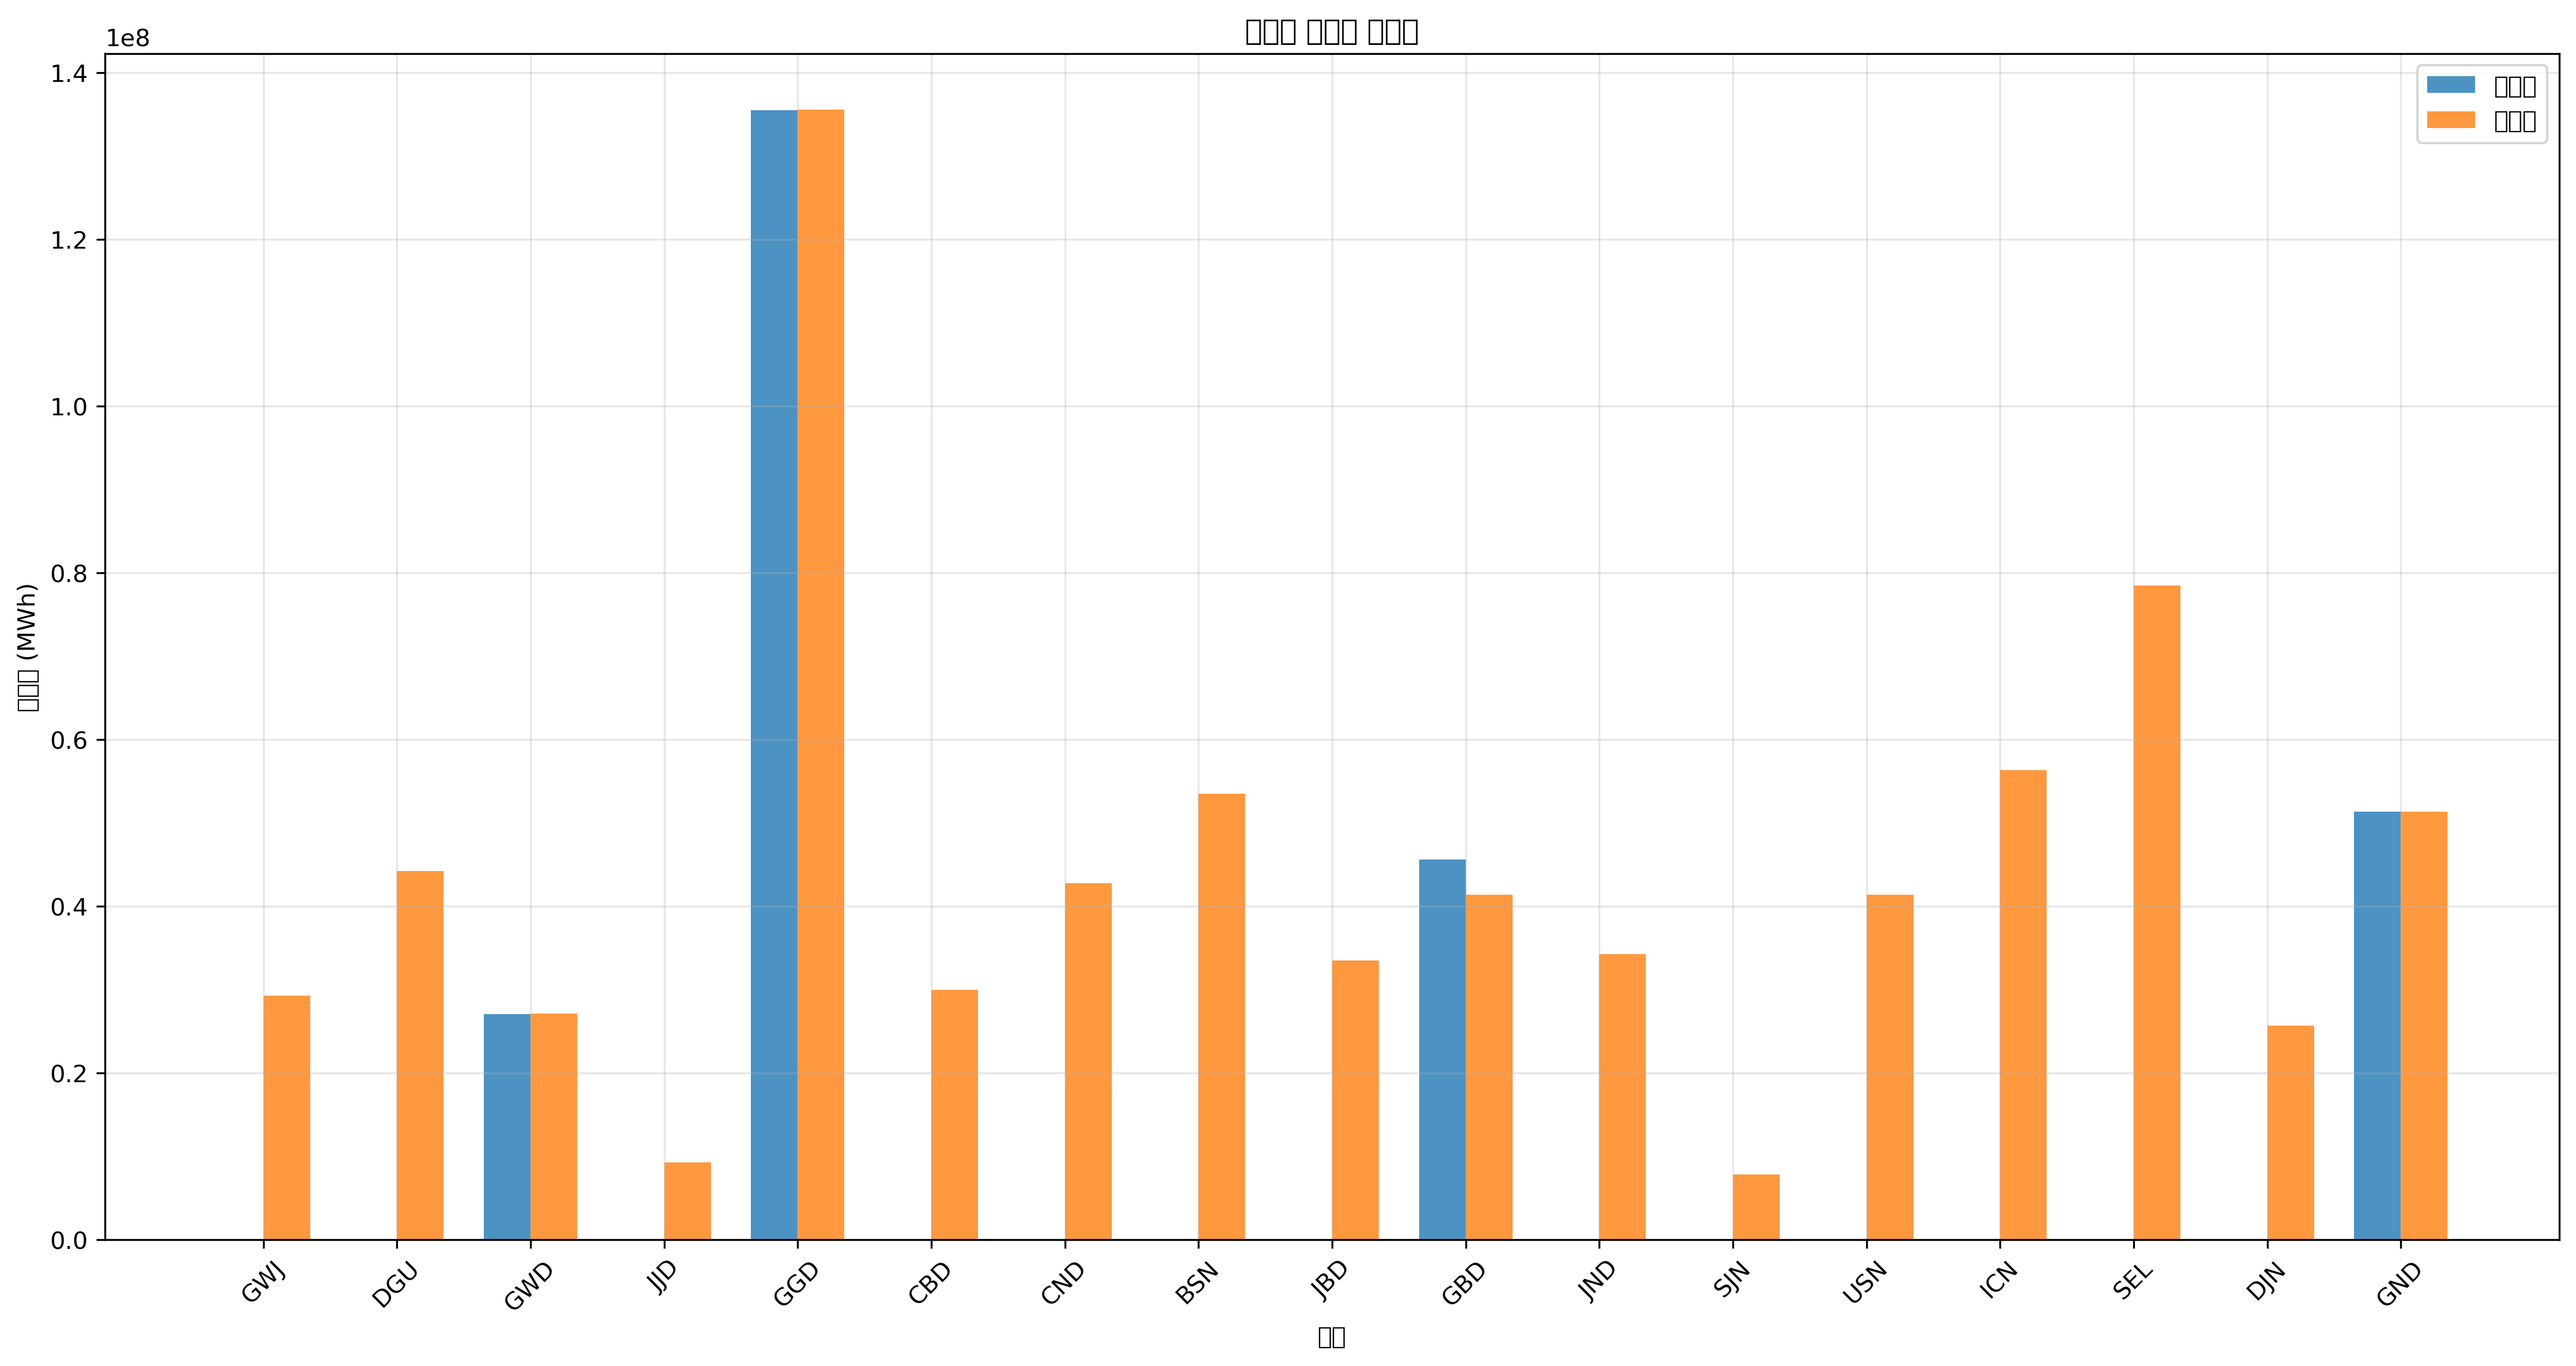 1e8
1.4
1.2
1.0
0.8
0.6
0.4
0.2
0.0
(MWh)
GWJ
DGU
GWD
JJD
GGD
CBD
CND
BSN
JBD
GBD
JND
SJN
USN
ICN
SEL
DJN
GND